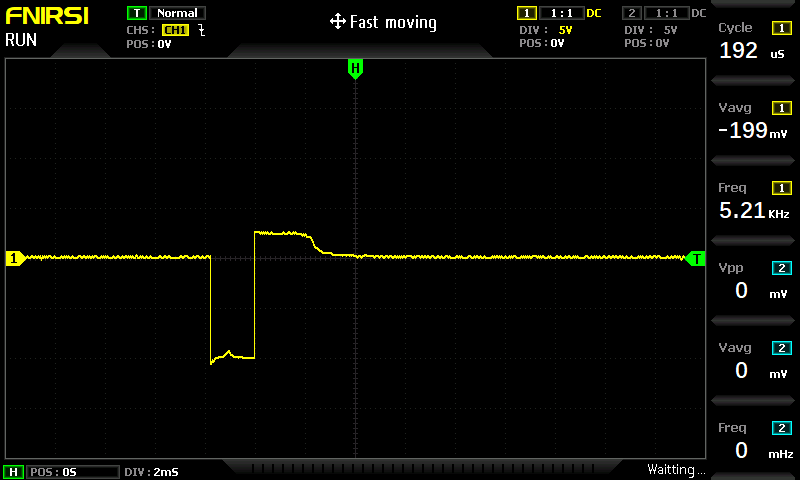 FNIRSI
RUN
T Normal
CHS: CH1
POS: 0V
Fast moving
1 1:1 DC
DIV: 5V
POS: 0V
2 1:1 DC
DIV: 5V
POS: 0V
H
1
T
Cycle 1
192 uS
Vavg 1
-199 mV
Freq 1
5.21 KHz
Vpp 2
0 mV
Vavg 2
0 mV
Freq 2
0 mHz
H POS: 0S DIV: 2mS
Waitting...